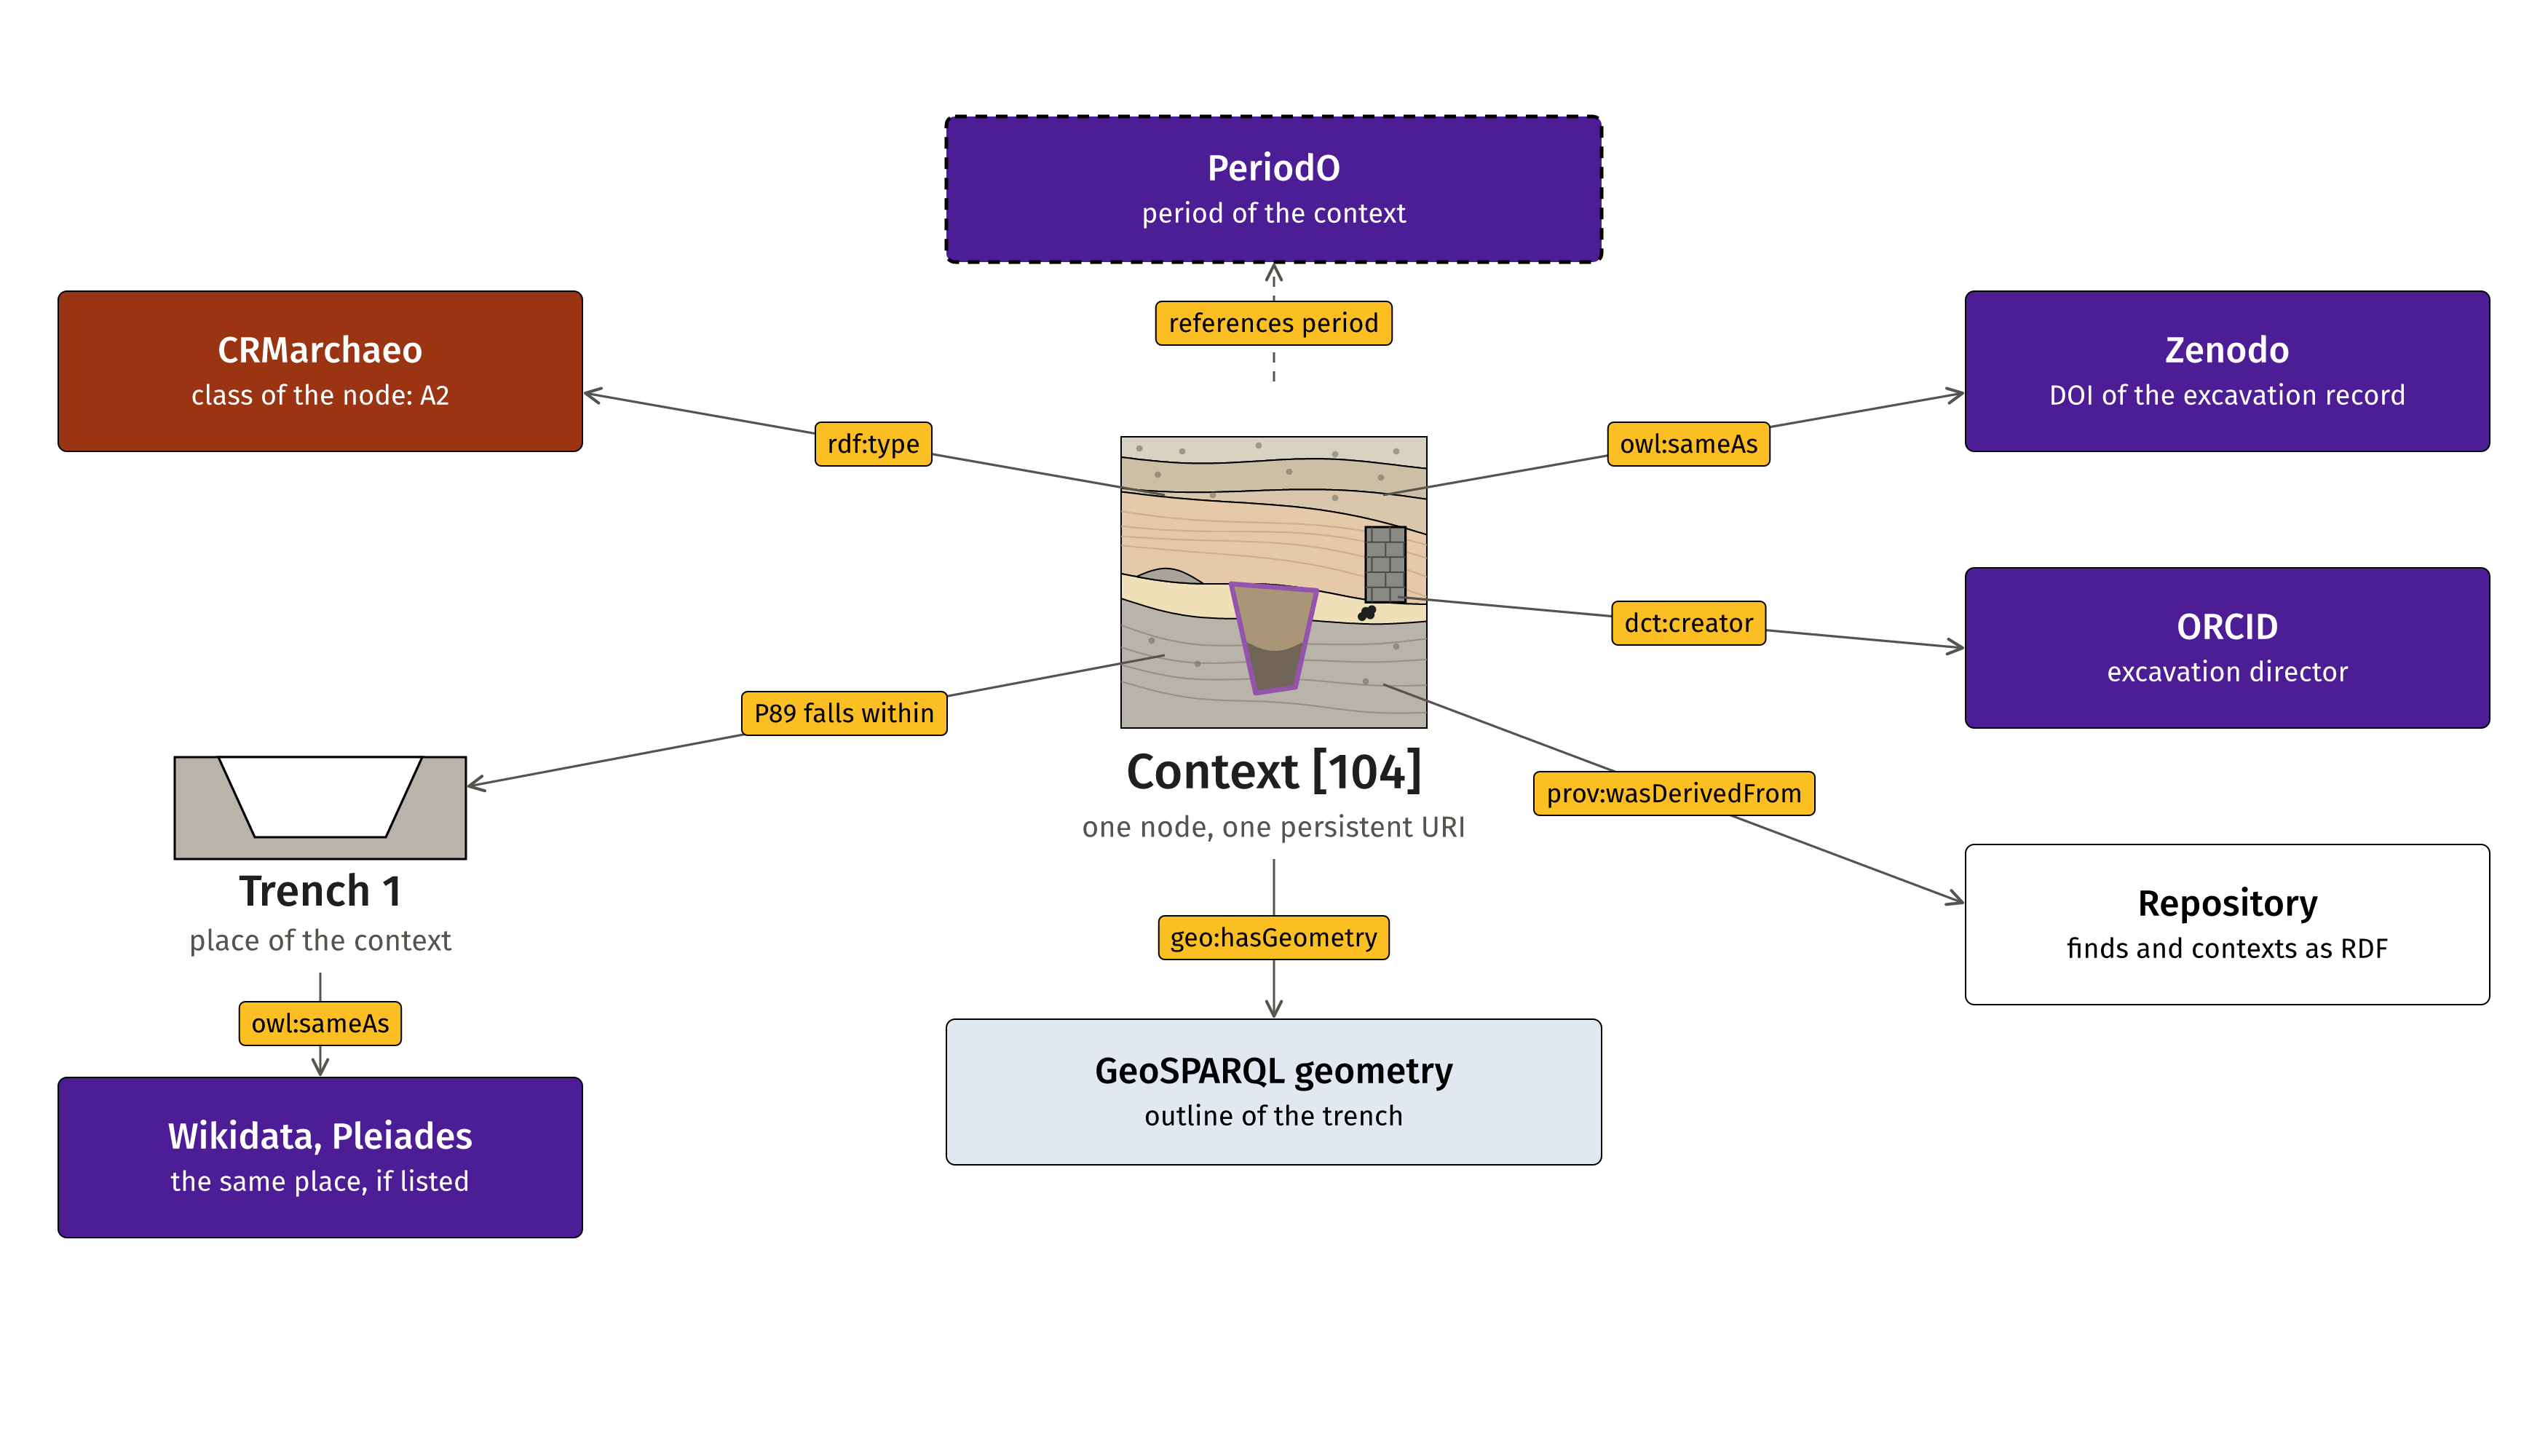 PeriodO
period of the context
references period
CRMarchaeo
class of the node: A2
rdf:type
Zenodo
DOI of the excavation record
owl:sameAs
ORCID
excavation director
dct:creator
P89 falls within
Context [104]
one node, one persistent URI
prov:wasDerivedFrom
Repository
finds and contexts as RDF
Trench 1
place of the context
owl:sameAs
Wikidata, Pleiades
the same place, if listed
geo:hasGeometry
GeoSPARQL geometry
outline of the trench